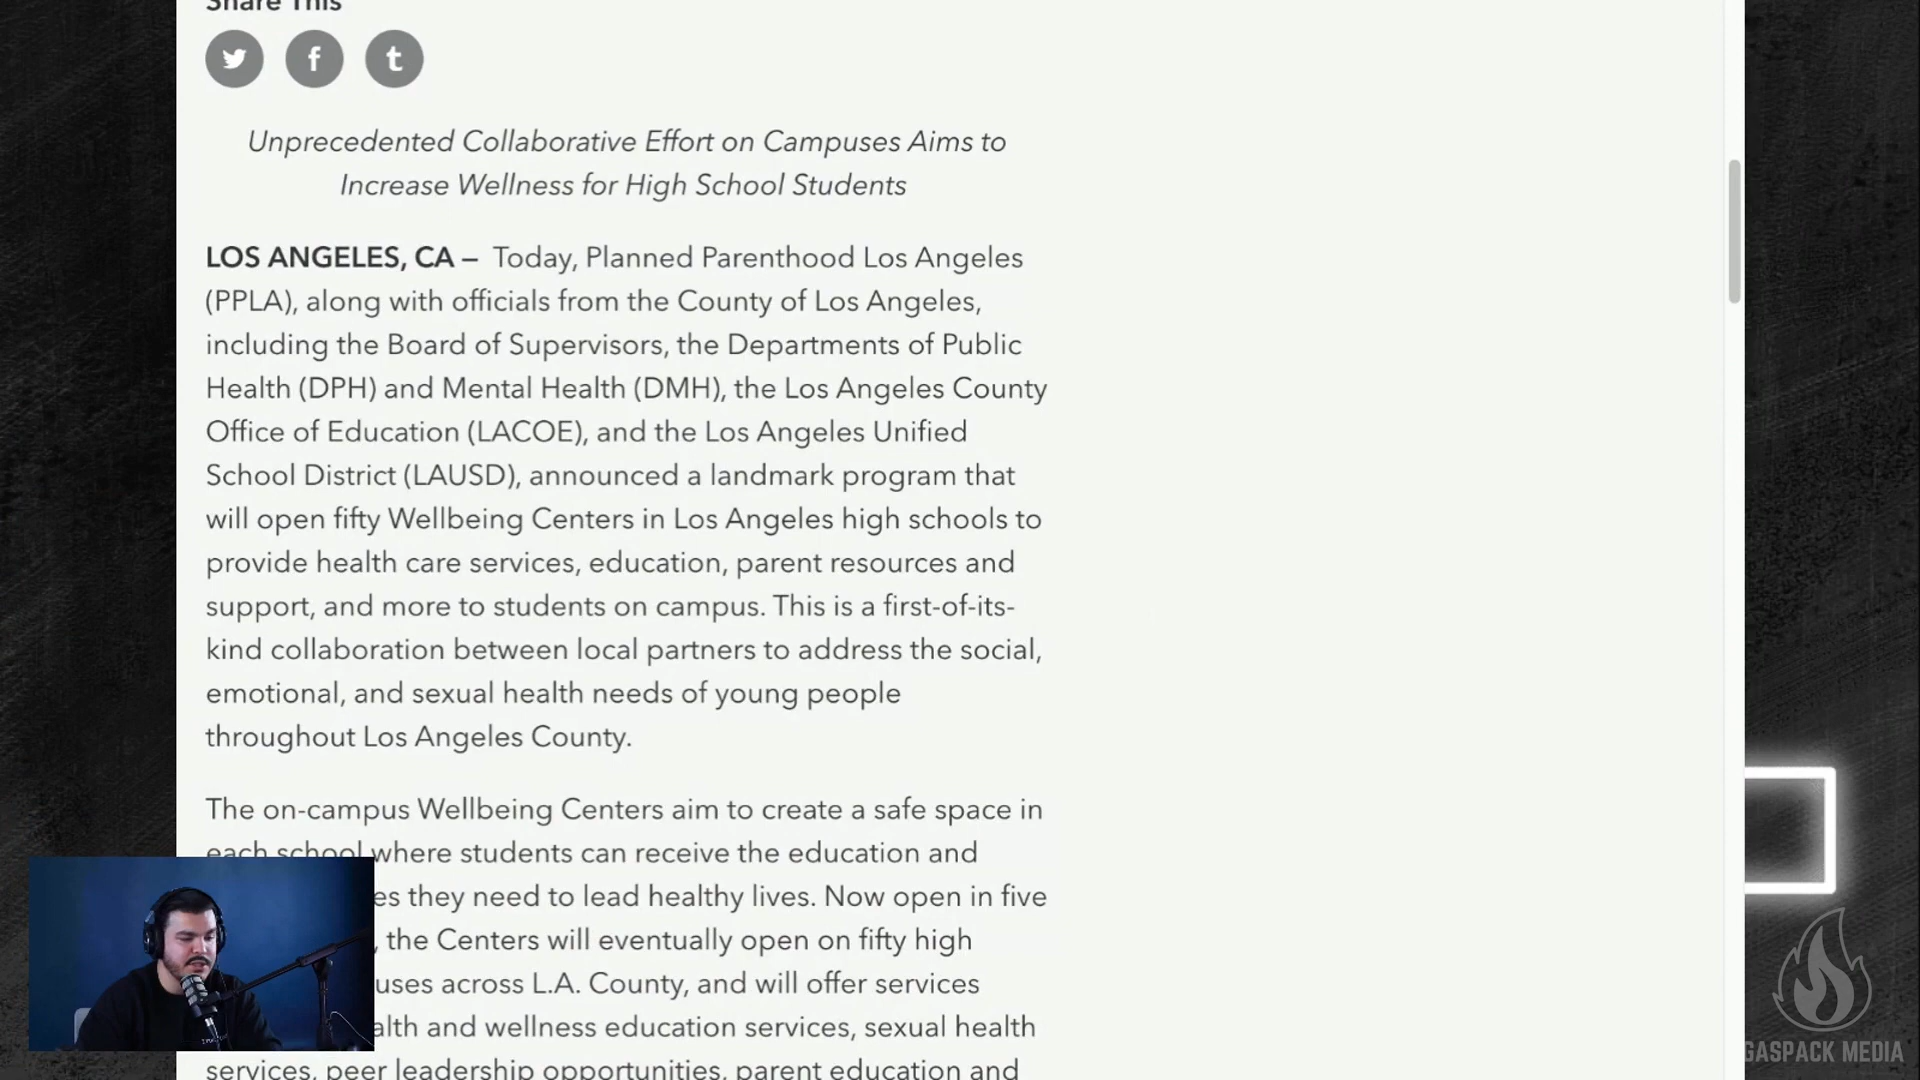 Share This
Unprecedented Collaborative Effort on Campuses Aims to
Increase Wellness for High School Students
LOS ANGELES, CA – Today, Planned Parenthood Los Angeles
(PPLA), along with officials from the County of Los Angeles,
including the Board of Supervisors, the Departments of Public
Health (DPH) and Mental Health (DMH), the Los Angeles County
Office of Education (LACOE), and the Los Angeles Unified
School District (LAUSD), announced a landmark program that
will open fifty Wellbeing Centers in Los Angeles high schools to
provide health care services, education, parent resources and
support, and more to students on campus. This is a first-of-its-
kind collaboration between local partners to address the social,
emotional, and sexual health needs of young people
throughout Los Angeles County.
The on-campus Wellbeing Centers aim to create a safe space in
each school where students can receive the education and
es they need to lead healthy lives. Now open in five
, the Centers will eventually open on fifty high
uses across L.A. County, and will offer services
alth and wellness education services, sexual health
services, peer leadership opportunities, parent education and
GASPACK MEDIA